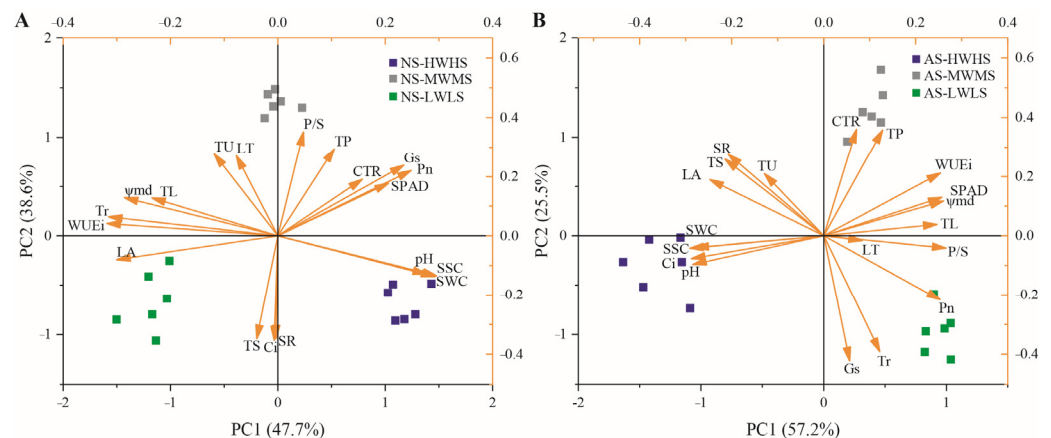 A
−0.4 −0.2 0.0 0.2 0.4
2
1
0
−1
0.6
0.4
0.2
0.0
−0.2
−0.4
PC2 (38.6%)
NS-HWHS
NS-MWMS
NS-LWLS
P/S
TP
TU LT
Gs
Pn
CTR
SPAD
ψmd TL
Tr
WUEi
LA
pH
SSC
SWC
TS Ci SR
−2 −1 0 1 2
PC1 (47.7%)
B
−0.4 −0.2 0.0 0.2 0.4
2
1
0
−1
0.6
0.4
0.2
0.0
−0.2
−0.4
PC2 (25.5%)
AS-HWHS
AS-MWMS
AS-LWLS
CTR TP
SR
TS
TU
LA
WUEi
SPAD
ψmd
TL
SWC
SSC
Ci
pH
LT
P/S
Pn
Gs
Tr
−2 −1 0 1
PC1 (57.2%)